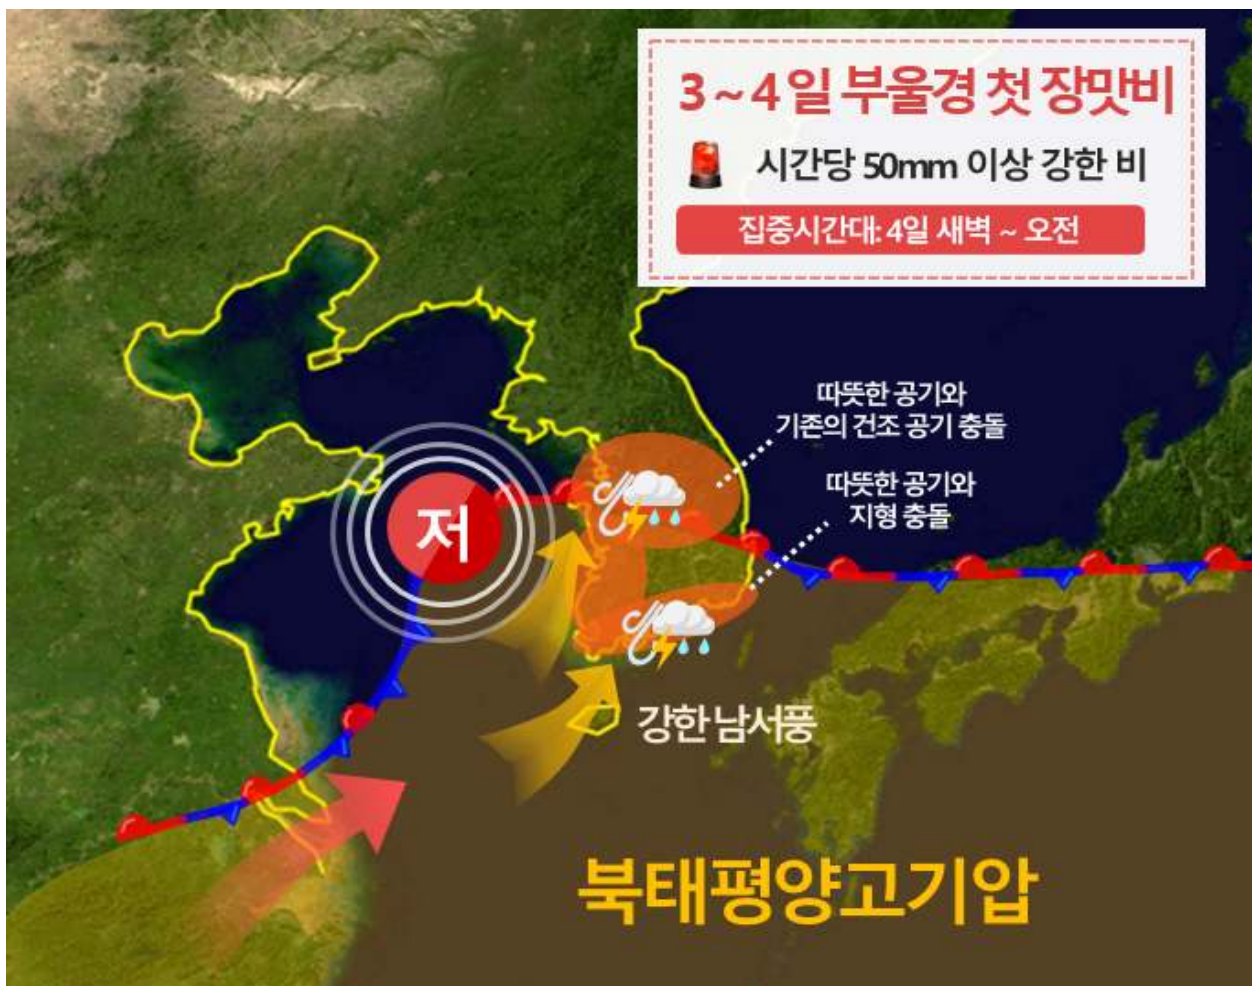 3~4일 부울경 첫 장맛비
시간당 50mm 이상 강한 비
집중시간대: 4일 새벽 ~ 오전
따뜻한 공기와
기존의 건조 공기 충돌
따뜻한 공기와
지형 충돌
저
강한 남서풍
북태평양고기압